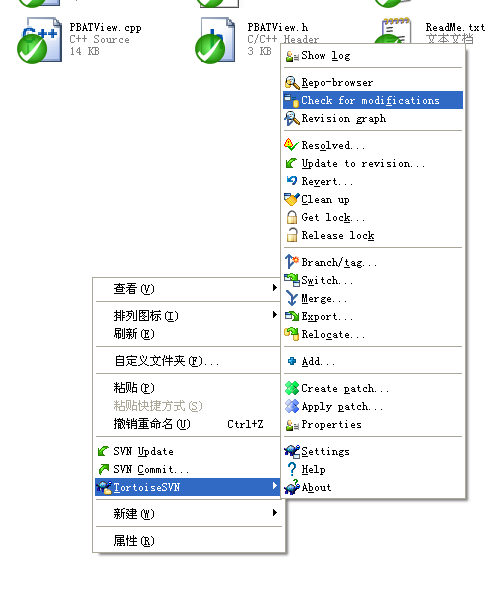 PBATView.cpp
C++ Source
14 KB
PBATView.h
C/C++ Header
3 KB
ReadMe.txt
文本文档
Show log
Repo-browser
Check for modifications
Revision graph
Resolved...
Update to revision...
Revert...
Clean up
Get lock...
Release lock
Branch/tag...
Switch...
Merge...
Export...
Relocate...
Add...
Create patch...
Apply patch...
Properties
Settings
Help
About
查看(V)
排列图标(I)
刷新(E)
自定义文件夹(F)...
粘贴(P)
粘贴快捷方式(S)
撤销重命名(U) Ctrl+Z
SVN Update
SVN Commit...
TortoiseSVN
新建(W)
属性(R)